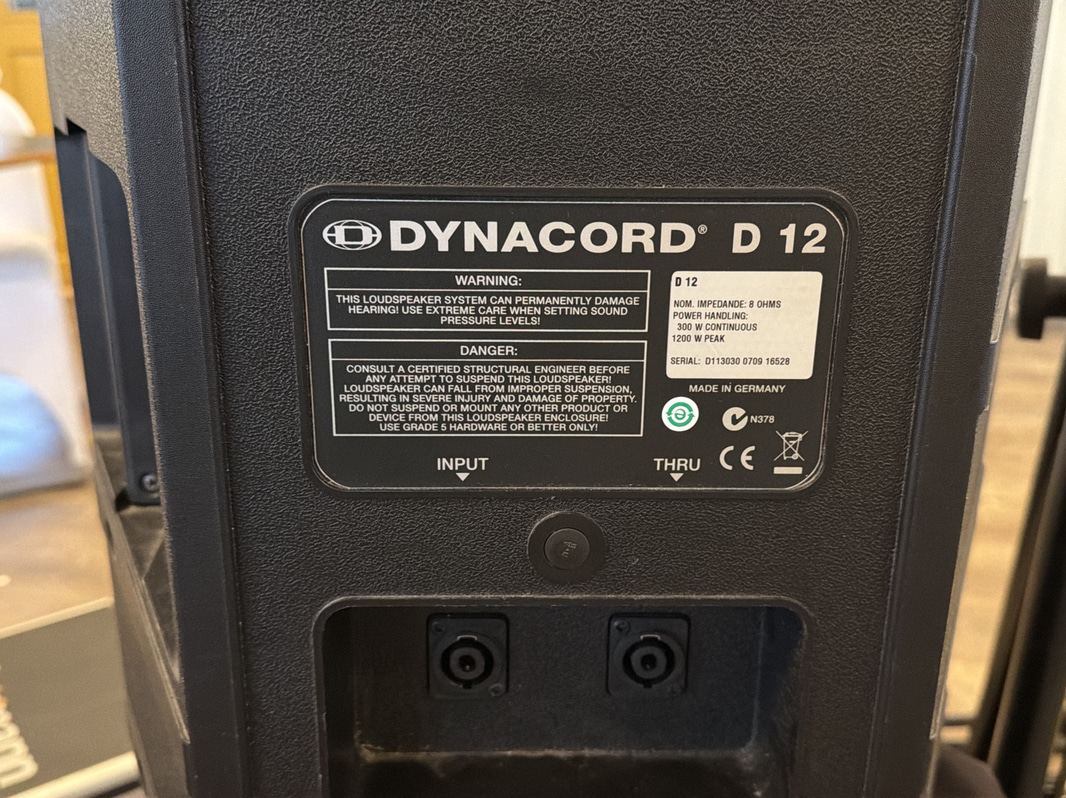 DYNACORD® D 12
WARNING:
THIS LOUDSPEAKER SYSTEM CAN PERMANENTLY DAMAGE
HEARING! USE EXTREME CARE WHEN SETTING SOUND
PRESSURE LEVELS!
DANGER:
CONSULT A CERTIFIED STRUCTURAL ENGINEER BEFORE
ANY ATTEMPT TO SUSPEND THIS LOUDSPEAKER!
LOUDSPEAKER CAN FALL FROM IMPROPER SUSPENSION,
RESULTING IN SEVERE INJURY AND DAMAGE OF PROPERTY.
DO NOT SUSPEND OR MOUNT ANY OTHER PRODUCT OR
DEVICE FROM THIS LOUDSPEAKER ENCLOSURE!
USE GRADE 5 HARDWARE OR BETTER ONLY!
D 12
NOM. IMPEDANDE: 8 OHMS
POWER HANDLING:
300 W CONTINUOUS
1200 W PEAK
SERIAL: D113030 0709 16528
MADE IN GERMANY
N378
CE
INPUT
THRU